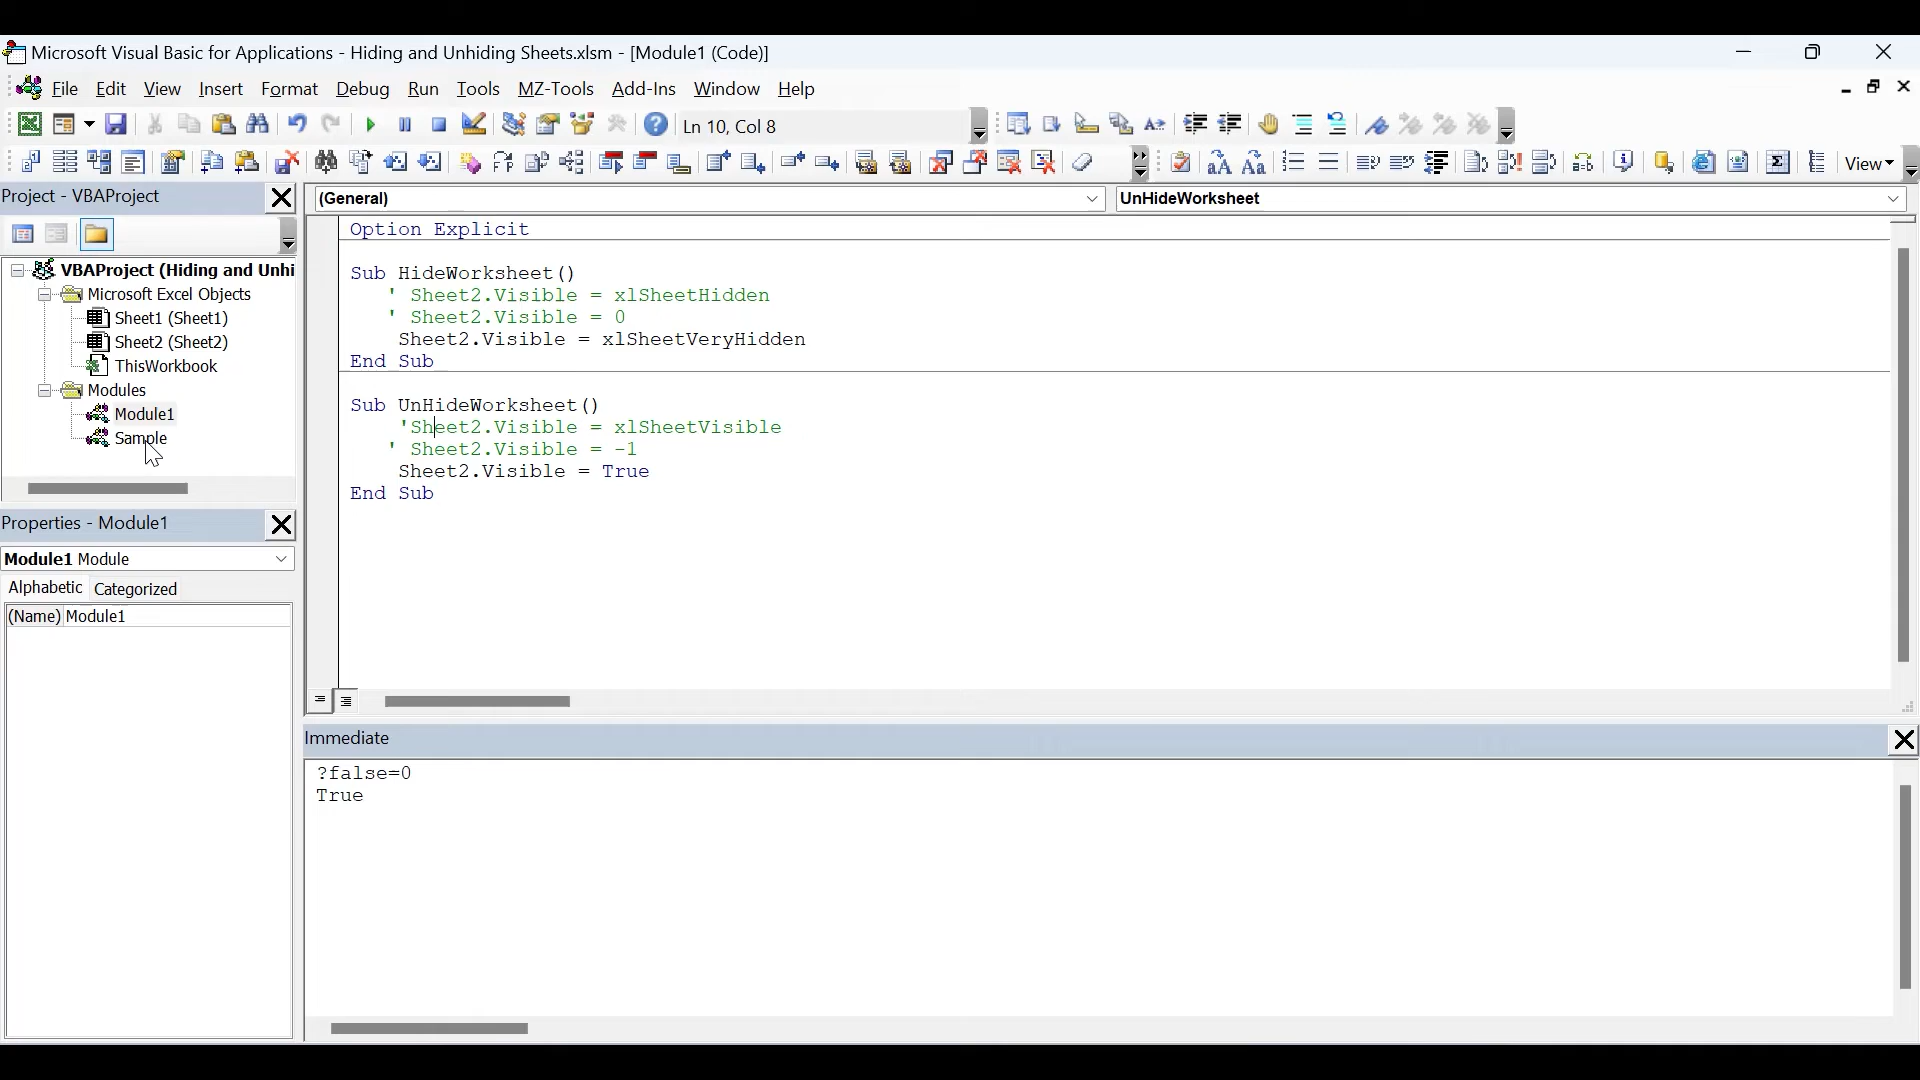 Microsoft Visual Basic for Applications - Hiding and Unhiding Sheets.xlsm - [Module1 (Code)]
File Edit View Insert Format Debug Run Tools MZ-Tools Add-Ins Window Help
Ln 10, Col 8
View
Project - VBAProject
(General)
UnHideWorksheet
VBAProject (Hiding and Unhi
Microsoft Excel Objects
Sheet1 (Sheet1)
Sheet2 (Sheet2)
ThisWorkbook
Modules
Module1
Sample
Properties - Module1
Module1 Module
Alphabetic Categorized
(Name) Module1
Option Explicit
Sub HideWorksheet()
' Sheet2.Visible = xlSheetHidden
' Sheet2.Visible = 0
Sheet2.Visible = xlSheetVeryHidden
End Sub
Sub UnHideWorksheet()
'Sheet2.Visible = xlSheetVisible
' Sheet2.Visible = -1
Sheet2.Visible = True
End Sub
Immediate
?false=0
True